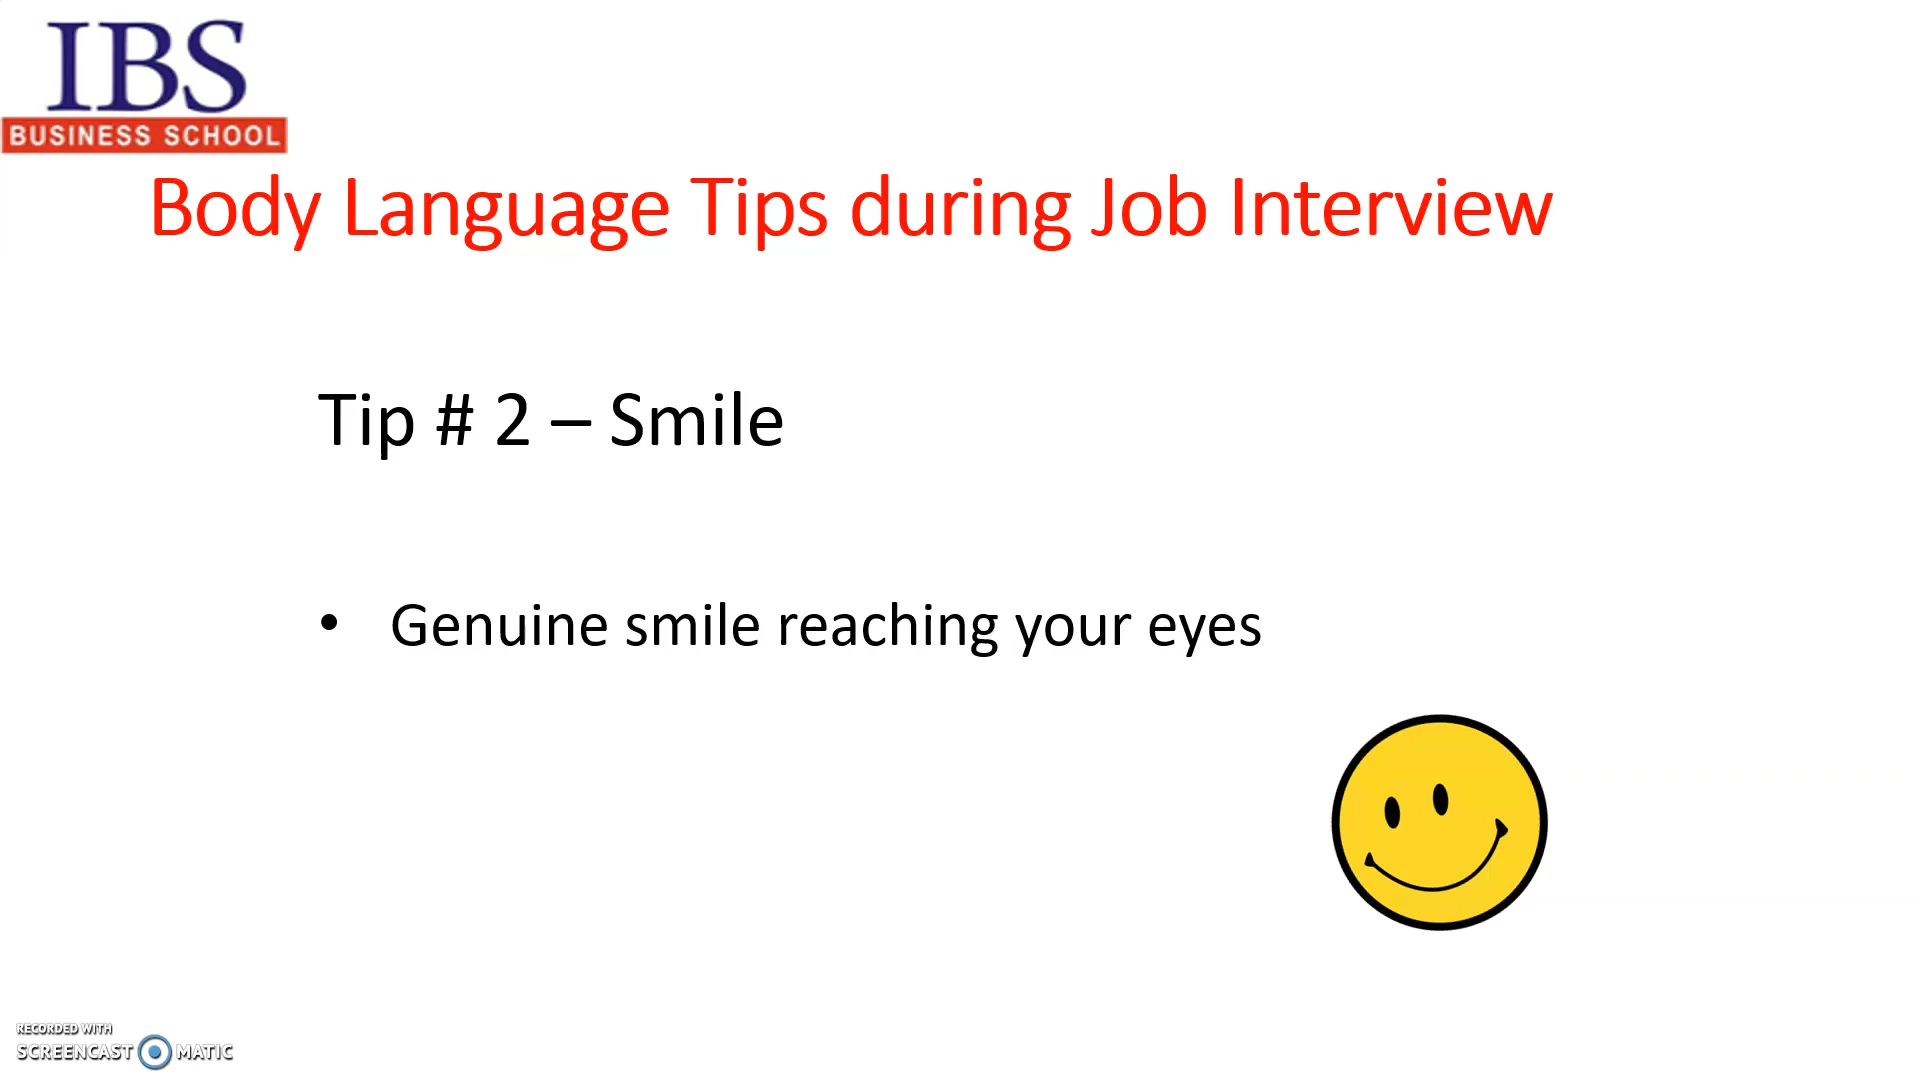 IBS
BUSINESS SCHOOL
Body Language Tips during Job Interview
Tip # 2 – Smile
• Genuine smile reaching your eyes
RECORDED WITH
SCREENCAST MATIC